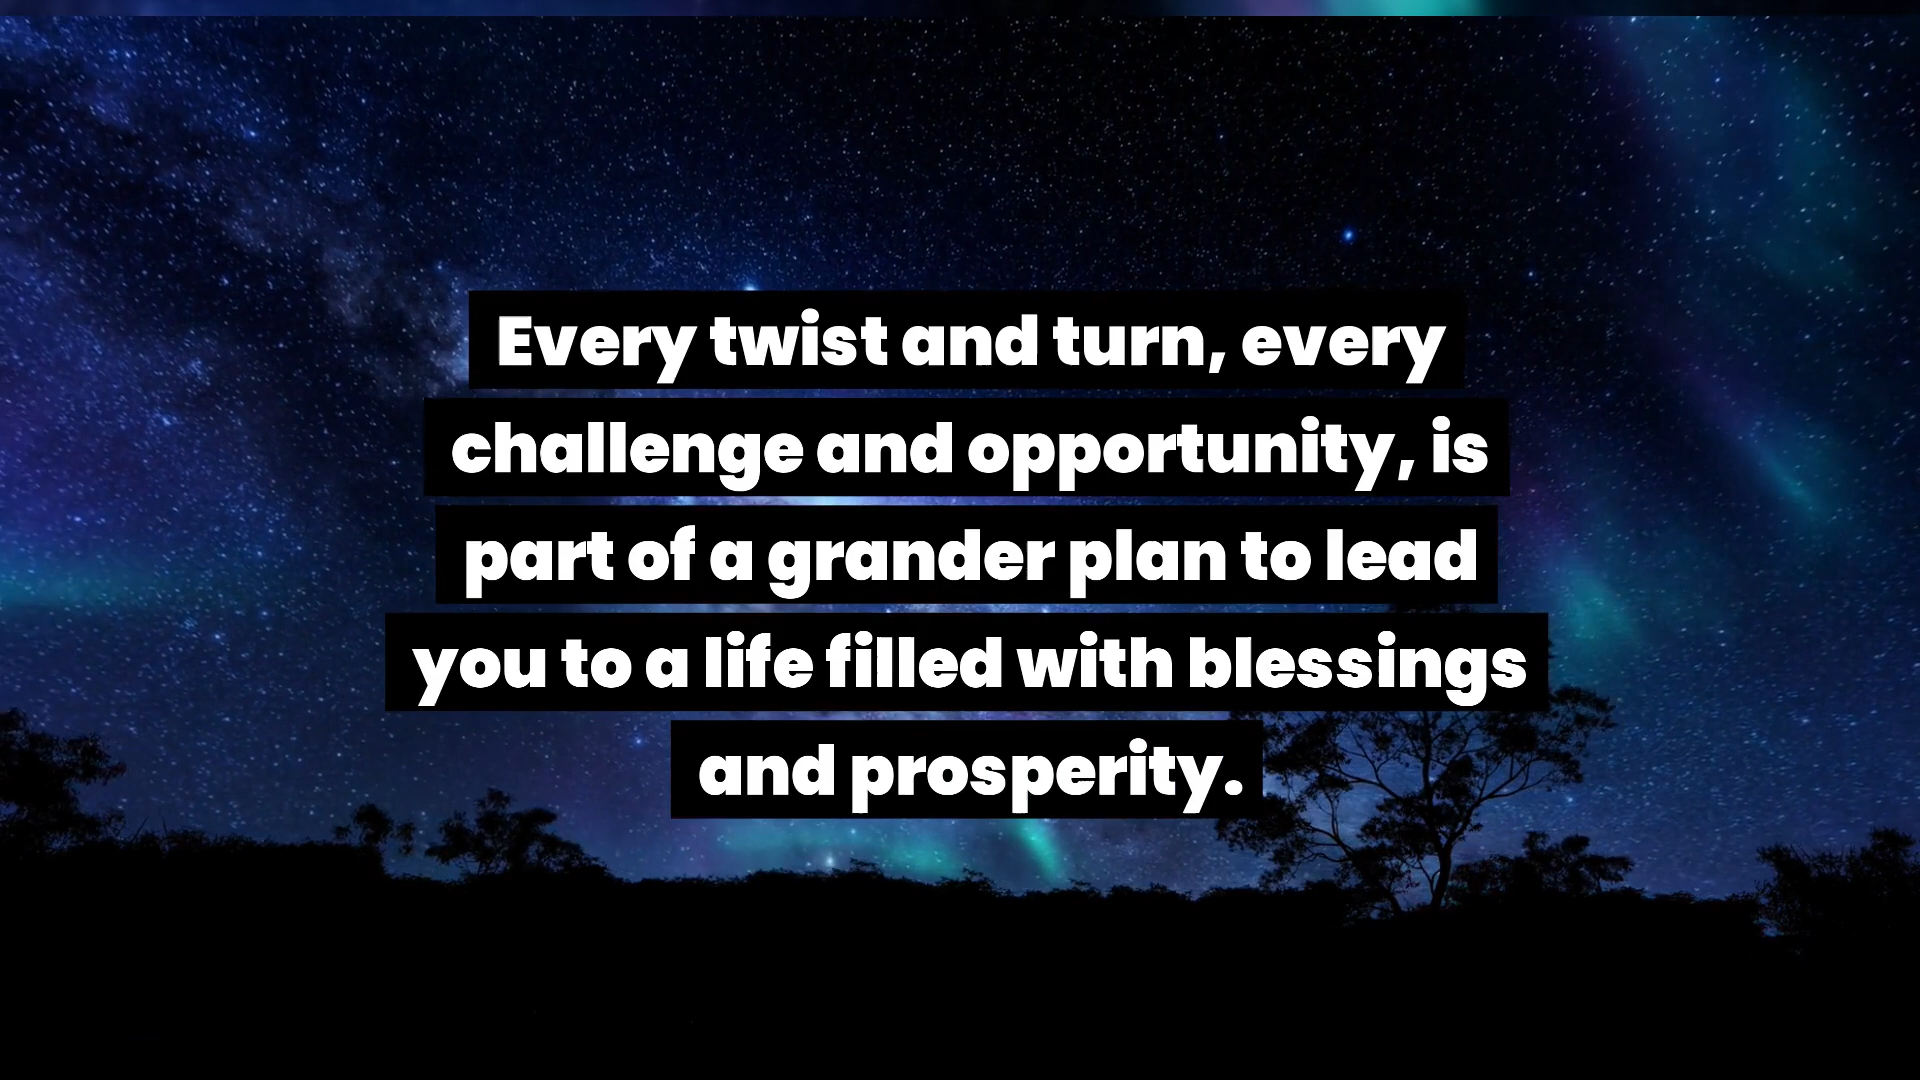 Every twist and turn, every
challenge and opportunity, is
part of a grander plan to lead
you to a life filled with blessings
and prosperity.